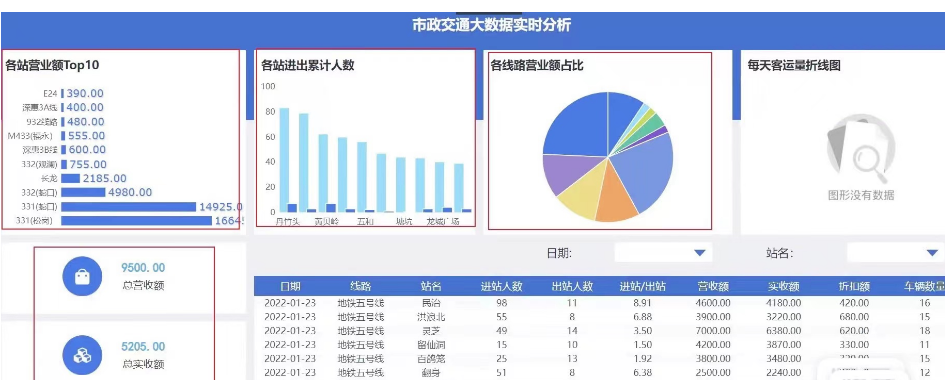 市政交通大数据实时分析
各站营业额Top10
E24 390.00
深惠3A线 400.00
932线路 480.00
M433(福永) 555.00
深惠3B线 600.00
332(观澜) 755.00
长龙 2185.00
332(蛇口) 4980.00
331(蛇口) 14925.0
331(松岗) 1664
各站进出累计人数
100
80
60
40
20
0
丹竹头 芮贝岭 五和 塘坑 龙城广场
各线路营业额占比
每天客运量折线图
图形没有数据
9500.00
总营收额
5205.00
总实收额
日期: 站名:
日期 线路 站名 进站人数 出站人数 进站/出站 营收额 实收额 折扣额 车辆数量
2022-01-23 地铁五号线 民治 98 11 8.91 4600.00 4180.00 420.00 16
2022-01-23 地铁五号线 洪浪北 55 8 6.88 3900.00 3220.00 680.00 15
2022-01-23 地铁五号线 灵芝 49 14 3.50 7000.00 6380.00 620.00 18
2022-01-23 地铁五号线 留仙洞 15 10 1.50 4200.00 3870.00 330.00 11
2022-01-23 地铁五号线 百鸽笼 25 13 1.92 3800.00 3480.00 15
2022-01-23 地铁五号线 翻身 51 8 6.38 2500.00 2240.00 12